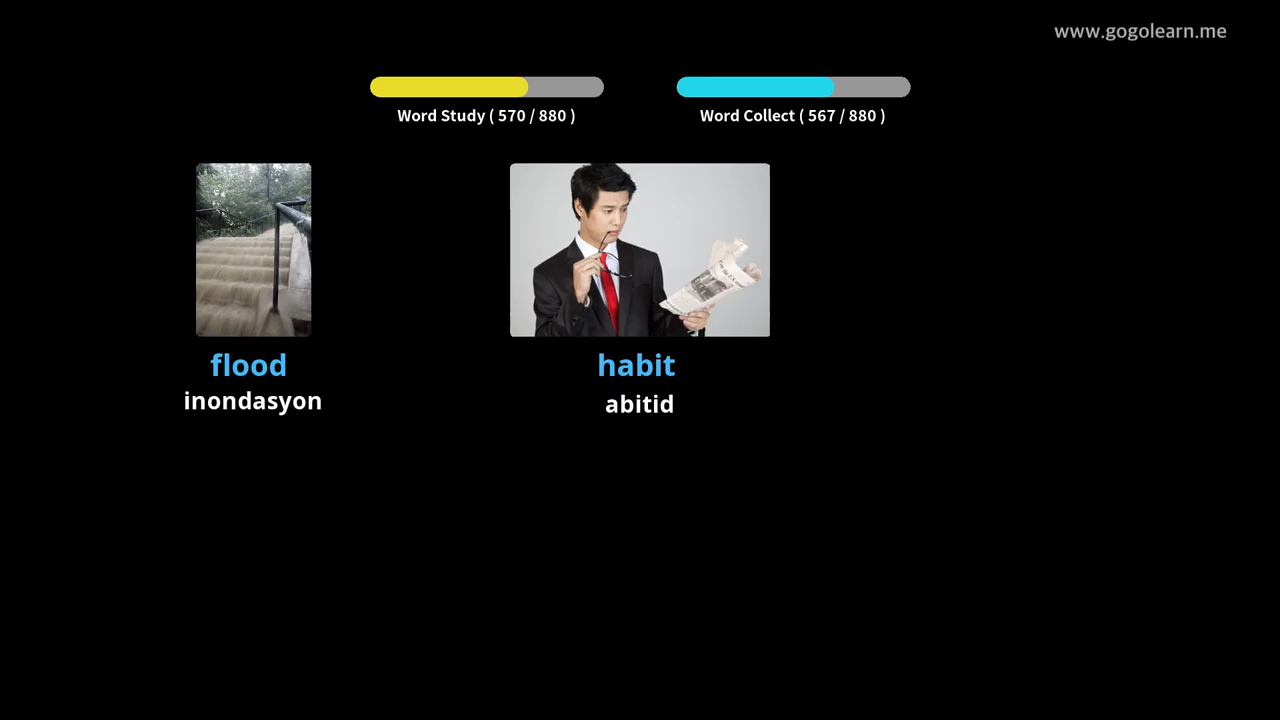 www.gogolearn.me
Word Study ( 570 / 880 )
Word Collect ( 567 / 880 )
flood
inondasyon
habit
abitid